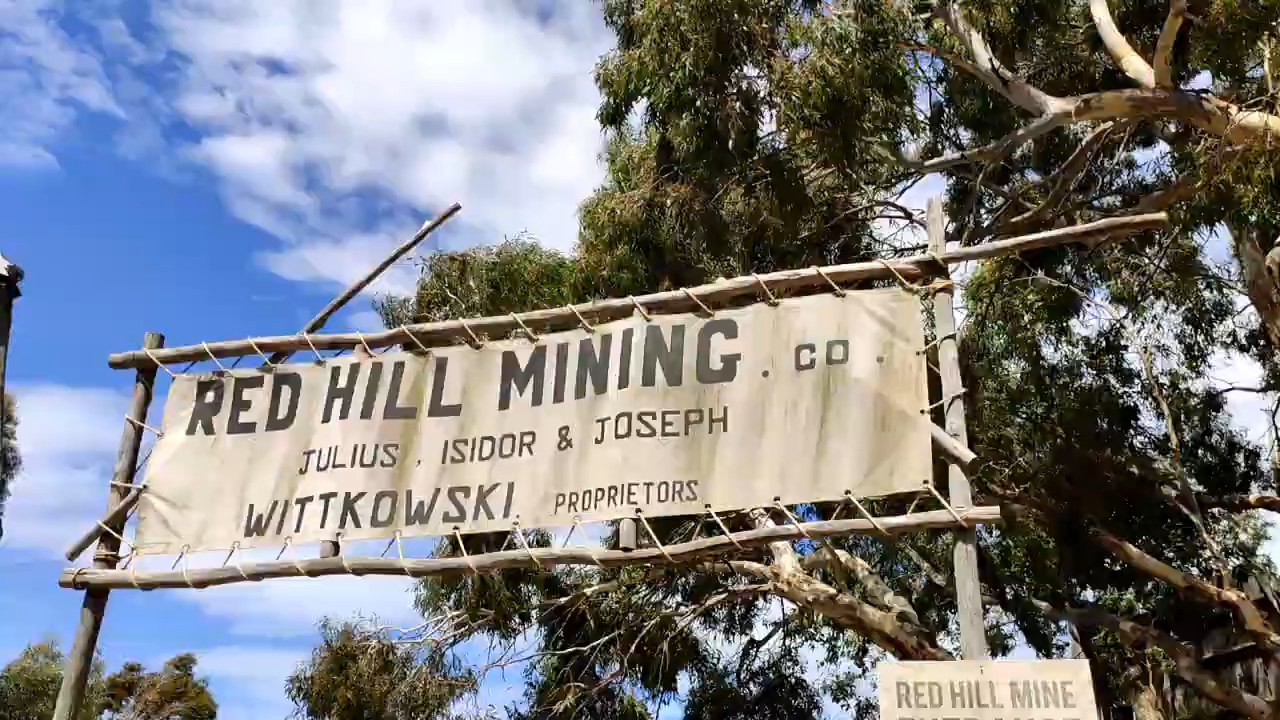 RED HILL MINING . CO .
JULIUS , ISIDOR & JOSEPH
WITTKOWSKI. PROPRIETORS
RED HILL MINE